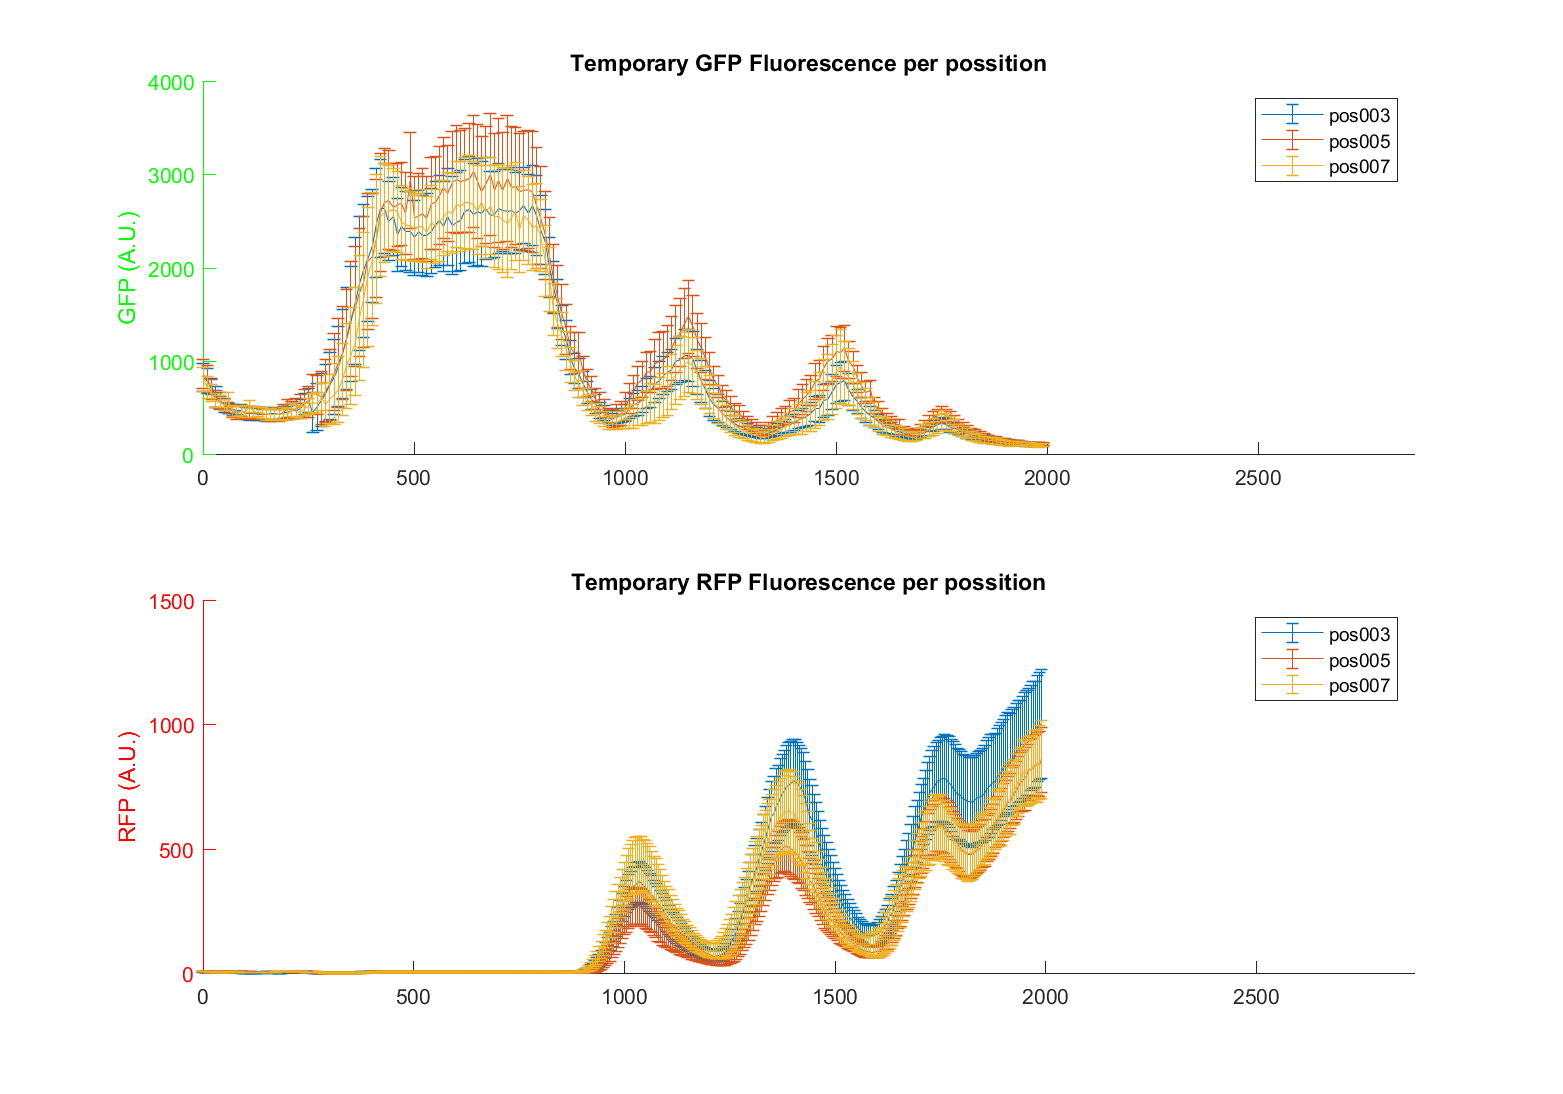 Temporary GFP Fluorescence per possition
4000
3000
2000
1000
0
GFP (A.U.)
0 500 1000 1500 2000 2500
pos003
pos005
pos007
Temporary RFP Fluorescence per possition
1500
1000
500
0
RFP (A.U.)
0 500 1000 1500 2000 2500
pos003
pos005
pos007